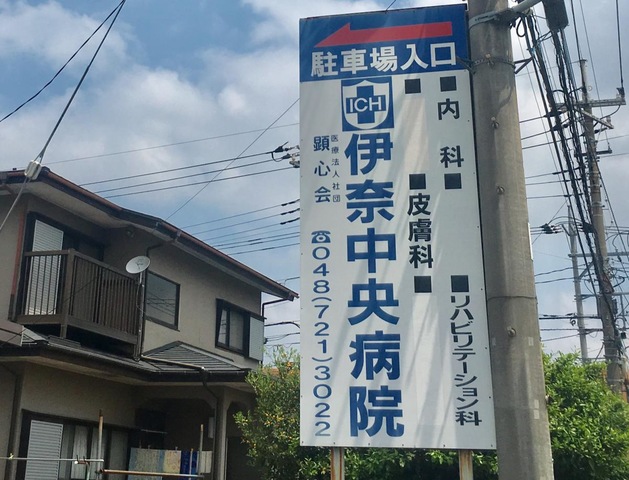 駐車場入口
■内科■
■皮膚科■
■リハビリテーション科
ICH
伊奈中央病院
医療法人社団
顕心会
☎048(721)3022